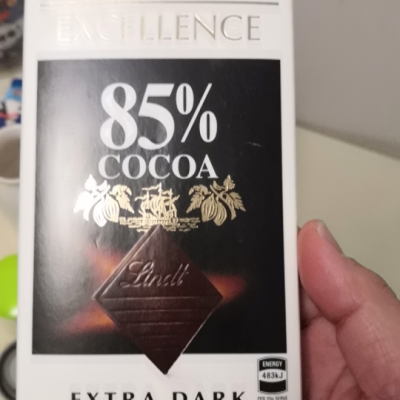 EXCELLENCE
85%
COCOA
Lindt
EXTRA DARK
ENERGY
483kJ